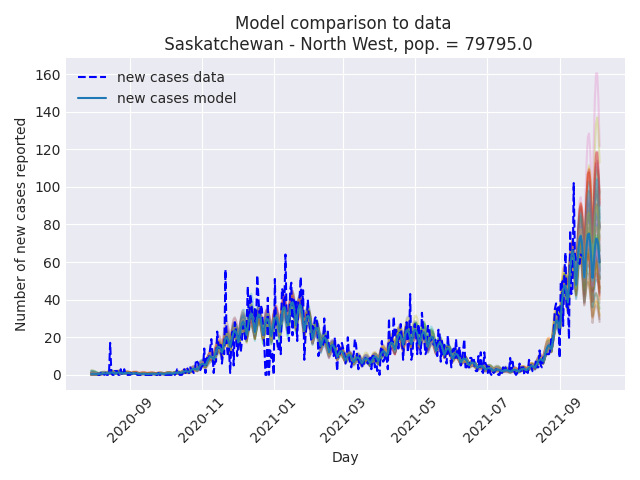 Model comparison to data
Saskatchewan - North West, pop. = 79795.0
new cases data
new cases model
Number of new cases reported
160
140
120
100
80
60
40
20
0
2020-09
2020-11
2021-01
2021-03
2021-05
2021-07
2021-09
Day